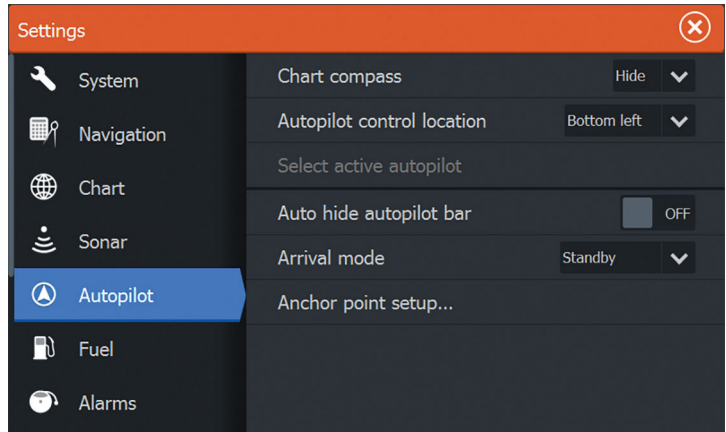 Settings
System
Navigation
Chart
Sonar
Autopilot
Fuel
Alarms
Chart compass Hide
Autopilot control location Bottom left
Select active autopilot
Auto hide autopilot bar OFF
Arrival mode Standby
Anchor point setup...